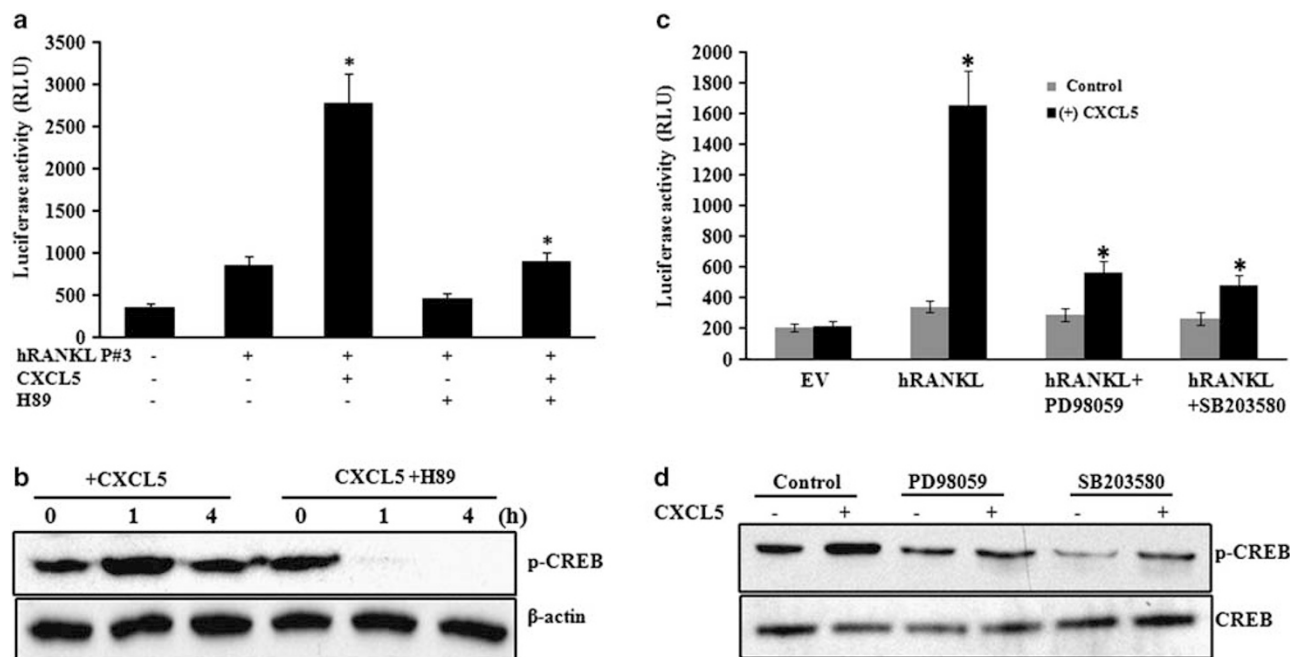 a
Luciferase activity (RLU)
3500
3000
2500
2000
1500
1000
500
0
*
*
hRANKL P#3 - + + + +
CXCL5 - - + - +
H89 - - - + +
c
Luciferase activity (RLU)
2000
1800
1600
1400
1200
1000
800
600
400
200
0
*
*
*
Control
(+) CXCL5
EV hRANKL hRANKL+ hRANKL
PD98059 +SB203580
b
+CXCL5 CXCL5 +H89
0 1 4 0 1 4 (h)
p-CREB
β-actin
d
Control PD98059 SB203580
CXCL5 - + - + - +
p-CREB
CREB